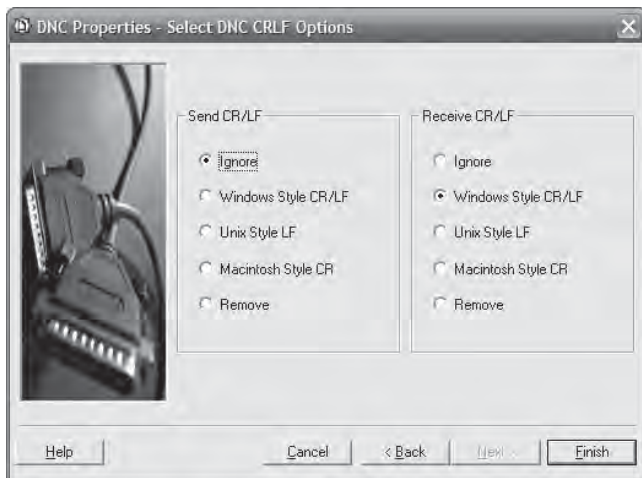 DNC Properties - Select DNC CRLF Options
Send CR/LF
Ignore
Windows Style CR/LF
Unix Style LF
Macintosh Style CR
Remove
Receive CR/LF
Ignore
Windows Style CR/LF
Unix Style LF
Macintosh Style CR
Remove
Help
Cancel
< Back
Next >
Finish